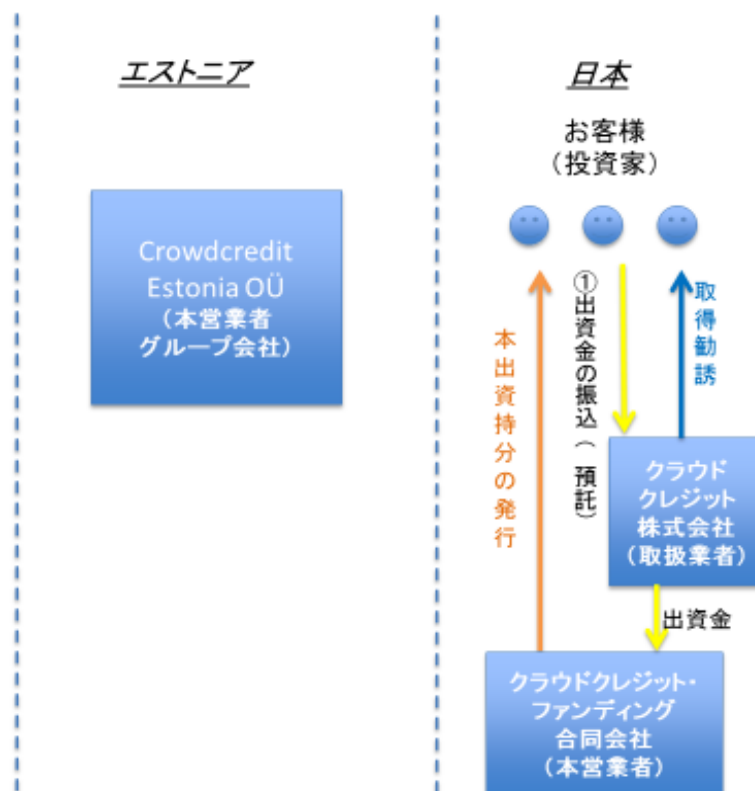 エストニア
Crowdcredit
Estonia OÜ
(本営業者
グループ会社)
日本
お客様
(投資家)
本出資持分の発行
①出資金の振込(預託)
取得勧誘
クラウド
クレジット
株式会社
(取扱業者)
出資金
クラウドクレジット・
ファンディング
合同会社
(本営業者)